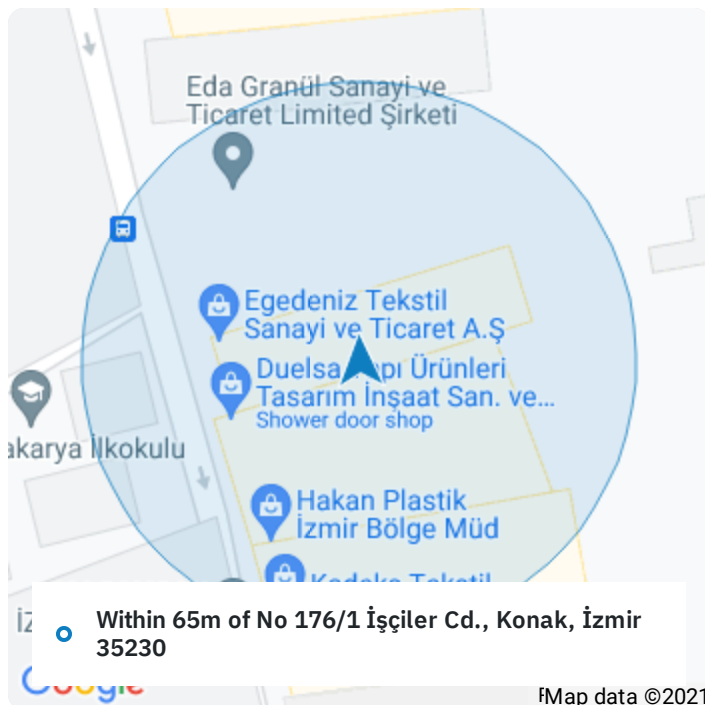 Eda Granül Sanayi ve
Ticaret Limited Şirketi
Egedeniz Tekstil
Sanayi ve Ticaret A.Ş
Tasarım İnşaat San. ve...
Shower door shop
akarya İlkokulu
Hakan Plastik
İzmir Bölge Müd
Within 65m of No 176/1 İşçiler Cd., Konak, İzmir
35230
Google
Map data ©2021